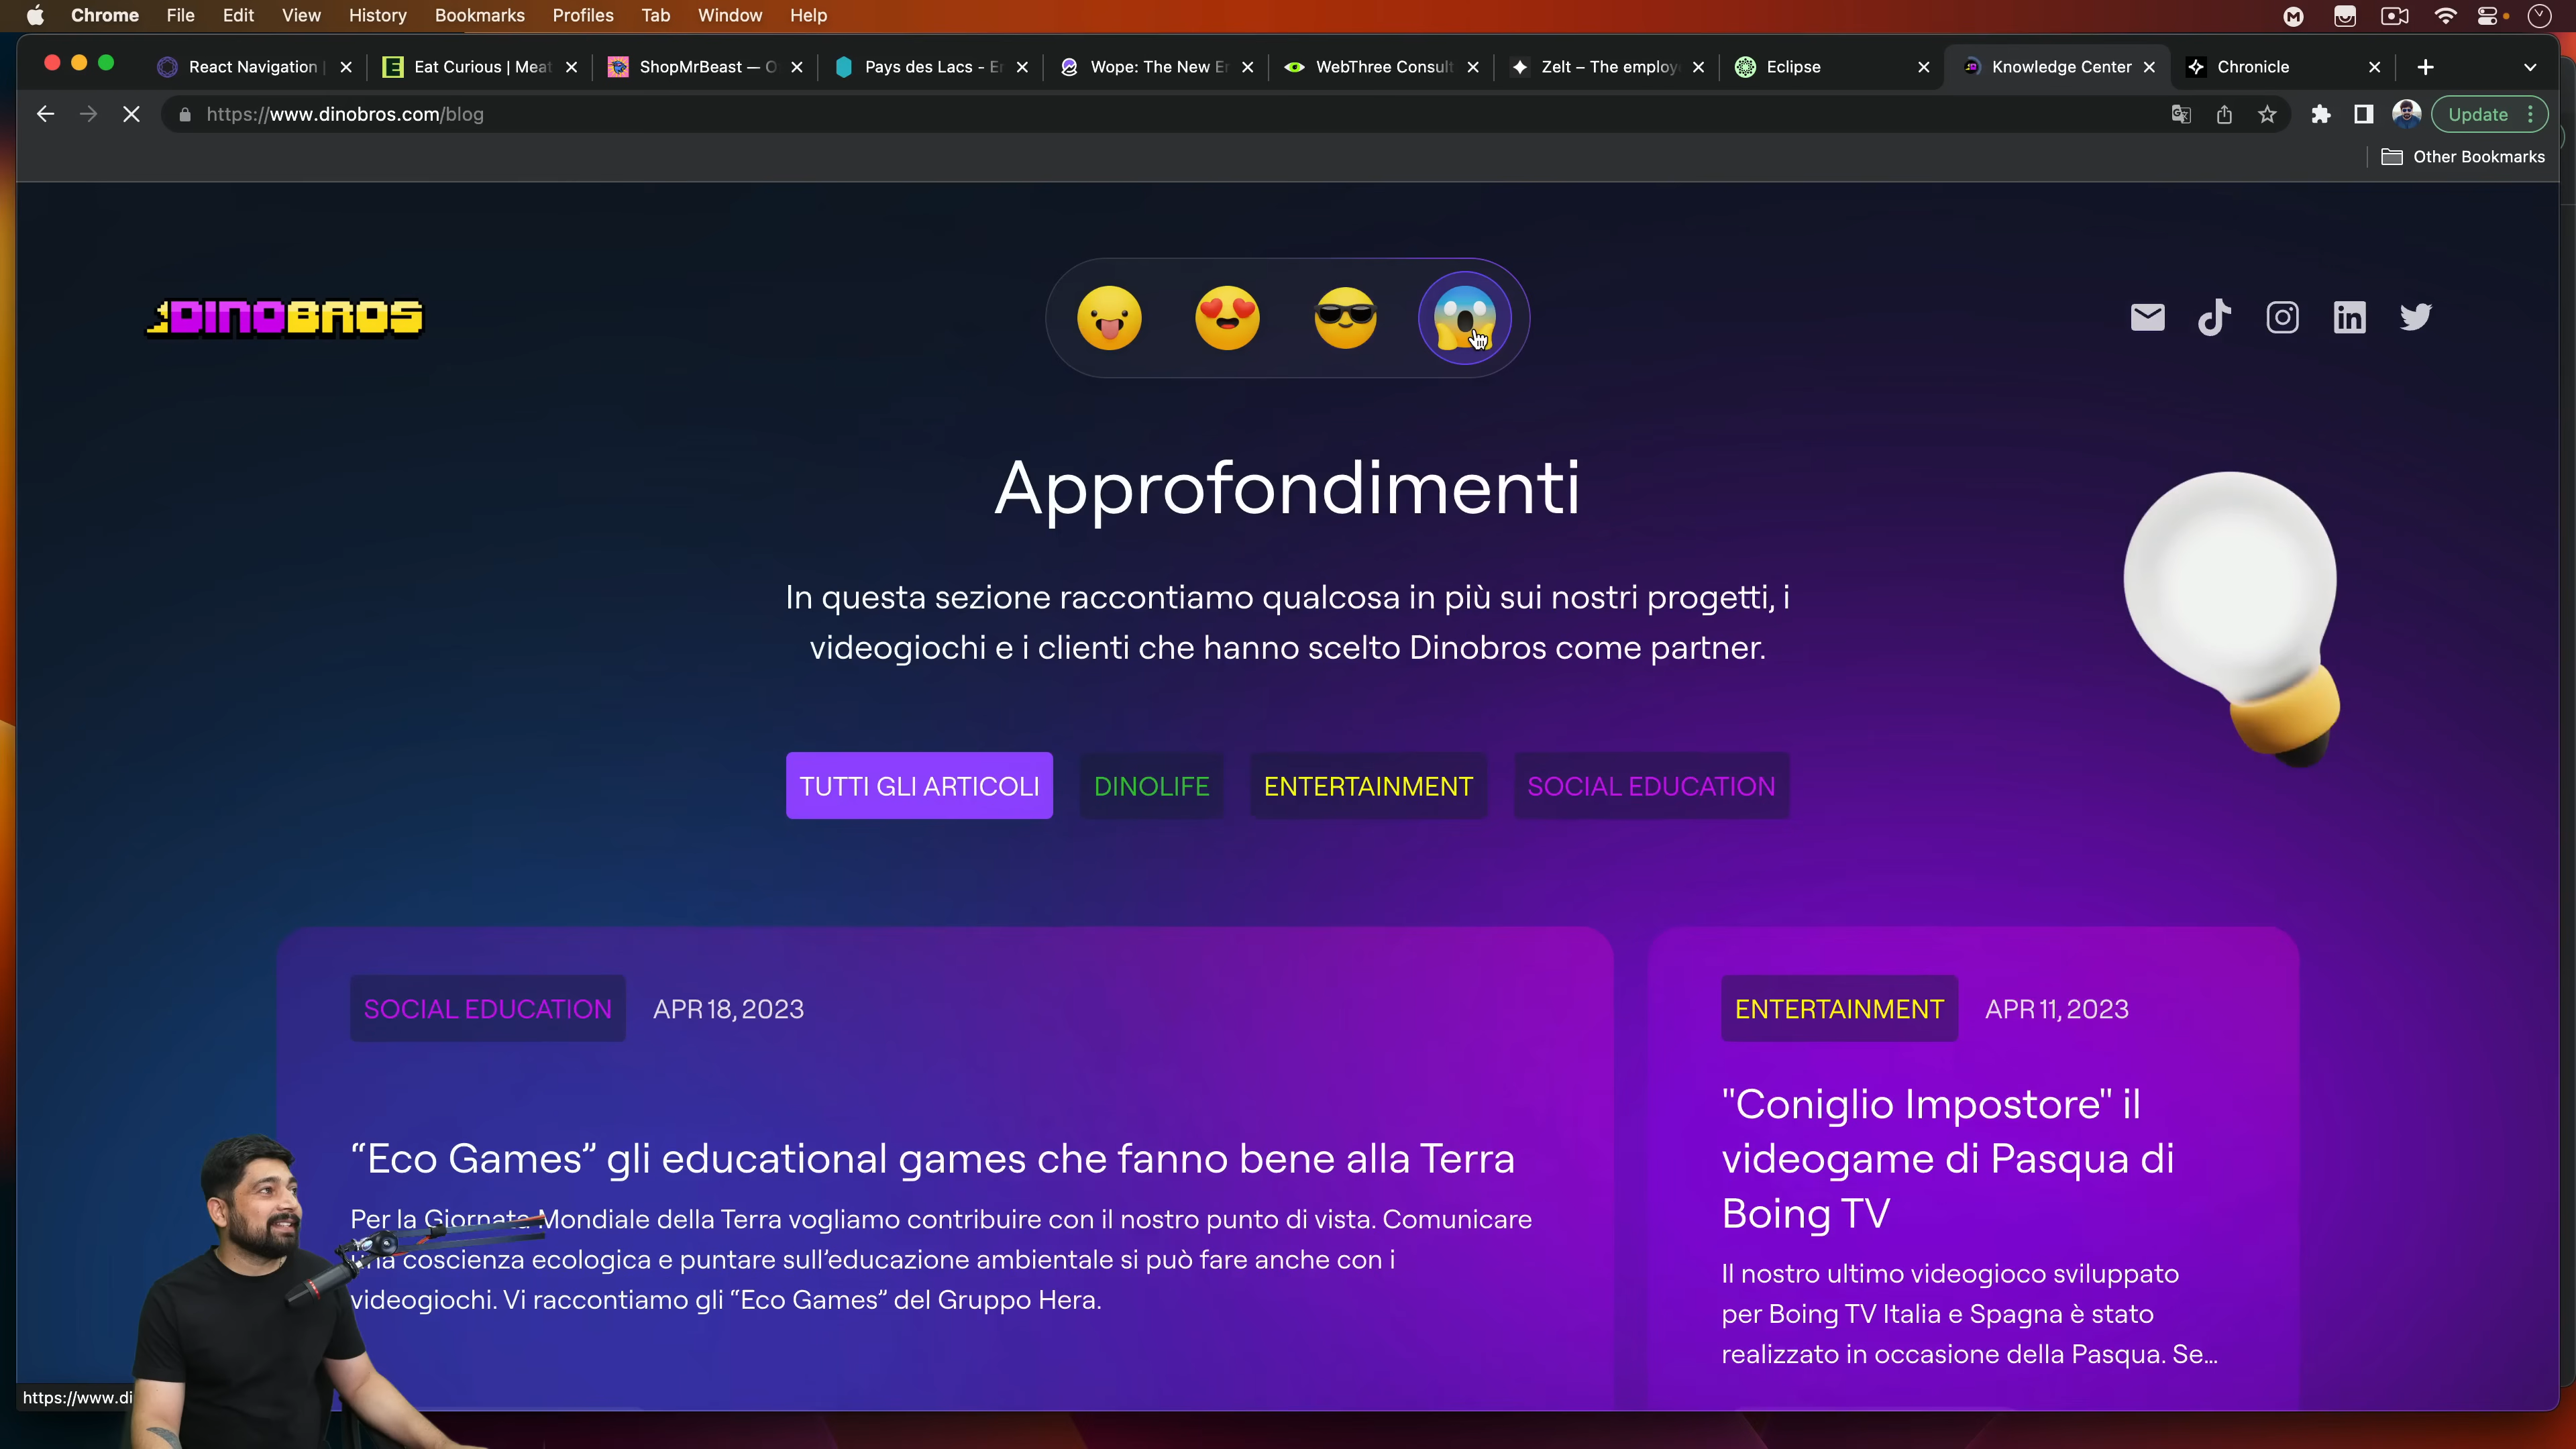 Chrome File Edit View History Bookmarks Profiles Tab Window Help
React Navigation | Eat Curious | Meat ShopMrBeast — O Pays des Lacs - Er Wope: The New Er WebThree Consult Zelt – The employ Eclipse Knowledge Center Chronicle
https://www.dinobros.com/blog Update
Other Bookmarks
DINOBROS
Approfondimenti
In questa sezione raccontiamo qualcosa in più sui nostri progetti, i
videogiochi e i clienti che hanno scelto Dinobros come partner.
TUTTI GLI ARTICOLI DINOLIFE ENTERTAINMENT SOCIAL EDUCATION
SOCIAL EDUCATION APR 18, 2023
“Eco Games” gli educational games che fanno bene alla Terra
Per la Giornata Mondiale della Terra vogliamo contribuire con il nostro punto di vista. Comunicare
una coscienza ecologica e puntare sull’educazione ambientale si può fare anche con i
videogiochi. Vi raccontiamo gli “Eco Games” del Gruppo Hera.
ENTERTAINMENT APR 11, 2023
"Coniglio Impostore" il
videogame di Pasqua di
Boing TV
Il nostro ultimo videogioco sviluppato
per Boing TV Italia e Spagna è stato
realizzato in occasione della Pasqua. Se...
https://www.di